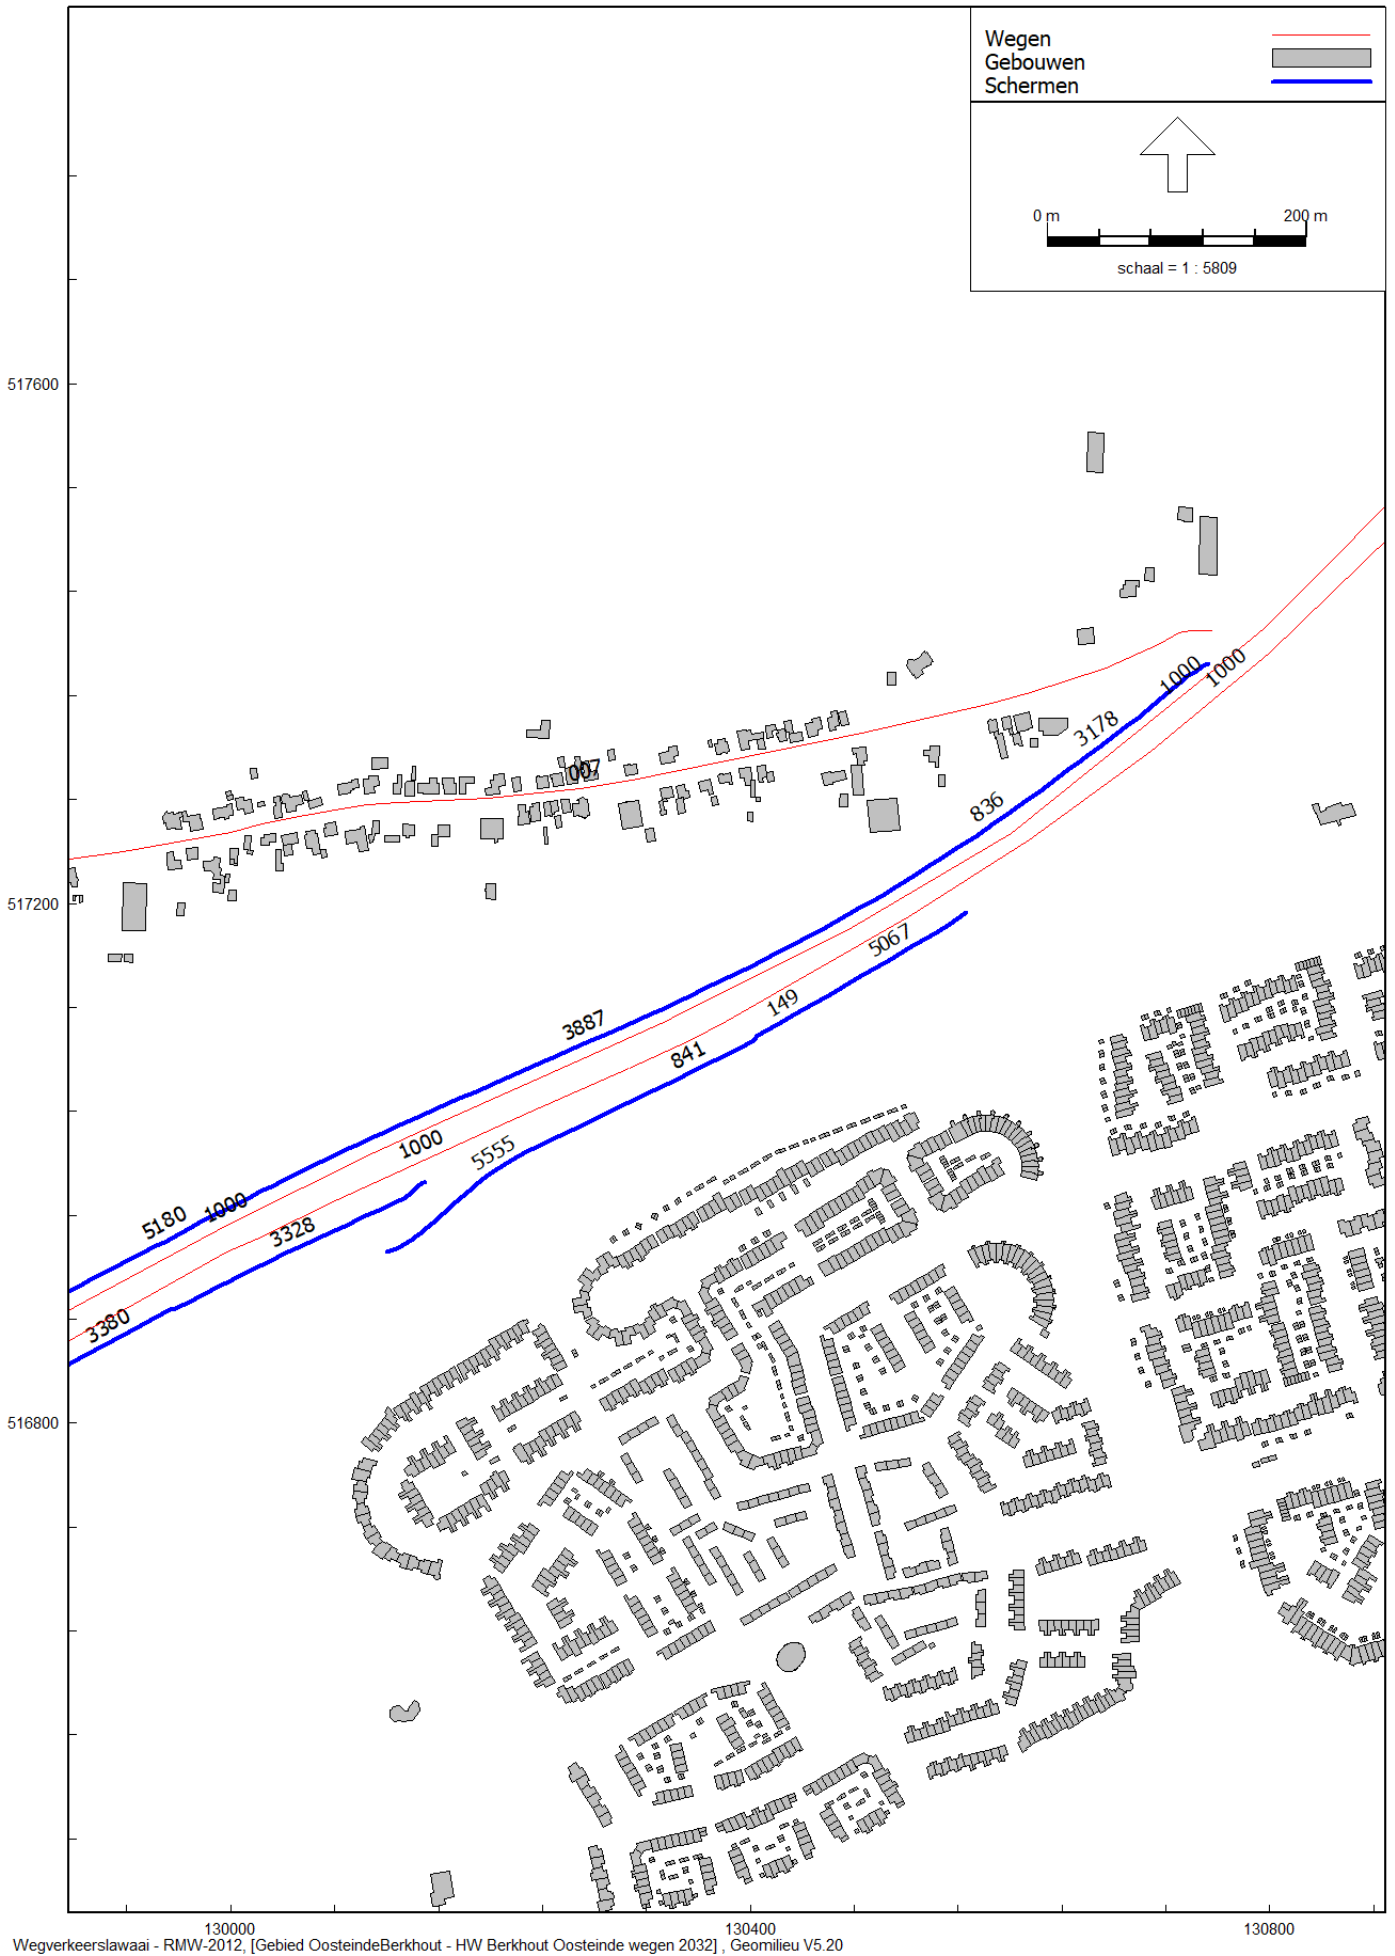 Wegen
Gebouwen
Schermen
0 m 200 m
schaal = 1 : 5809
517600
1000
1000
3178
007
836
517200
5067
149
3887
841
1000
5555
5180
1000
3328
3380
516800
130000 130400 130800
Wegverkeerslawaai - RMW-2012, [Gebied OosteindeBerkhout - HW Berkhout Oosteinde wegen 2032] , Geomilieu V5.20